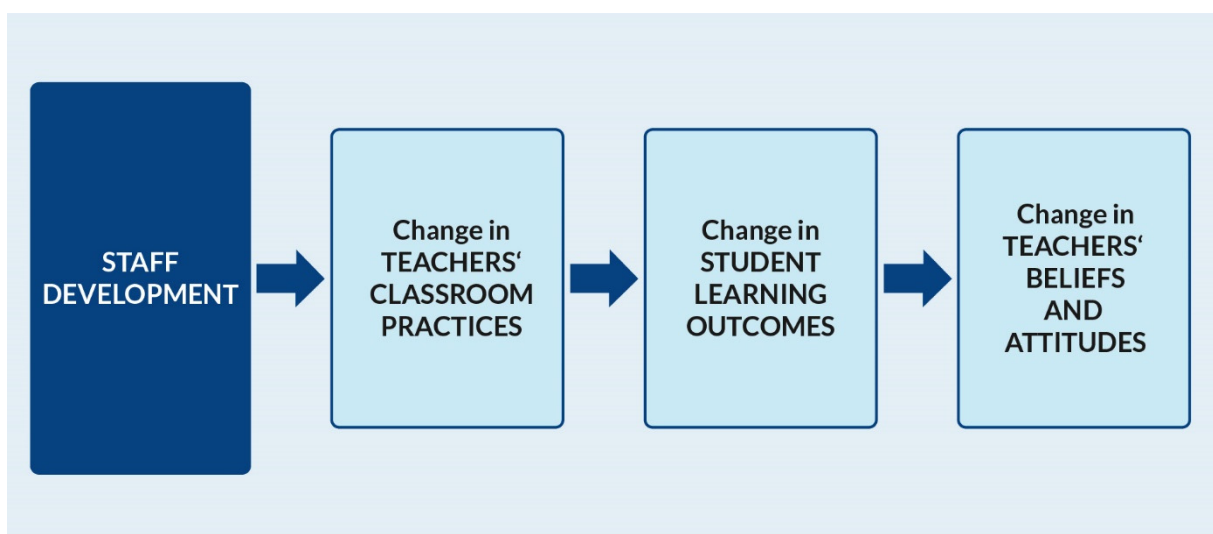 STAFF
DEVELOPMENT
Change in
TEACHERS‘
CLASSROOM
PRACTICES
Change in
STUDENT
LEARNING
OUTCOMES
Change in
TEACHERS‘
BELIEFS
AND
ATTITUDES